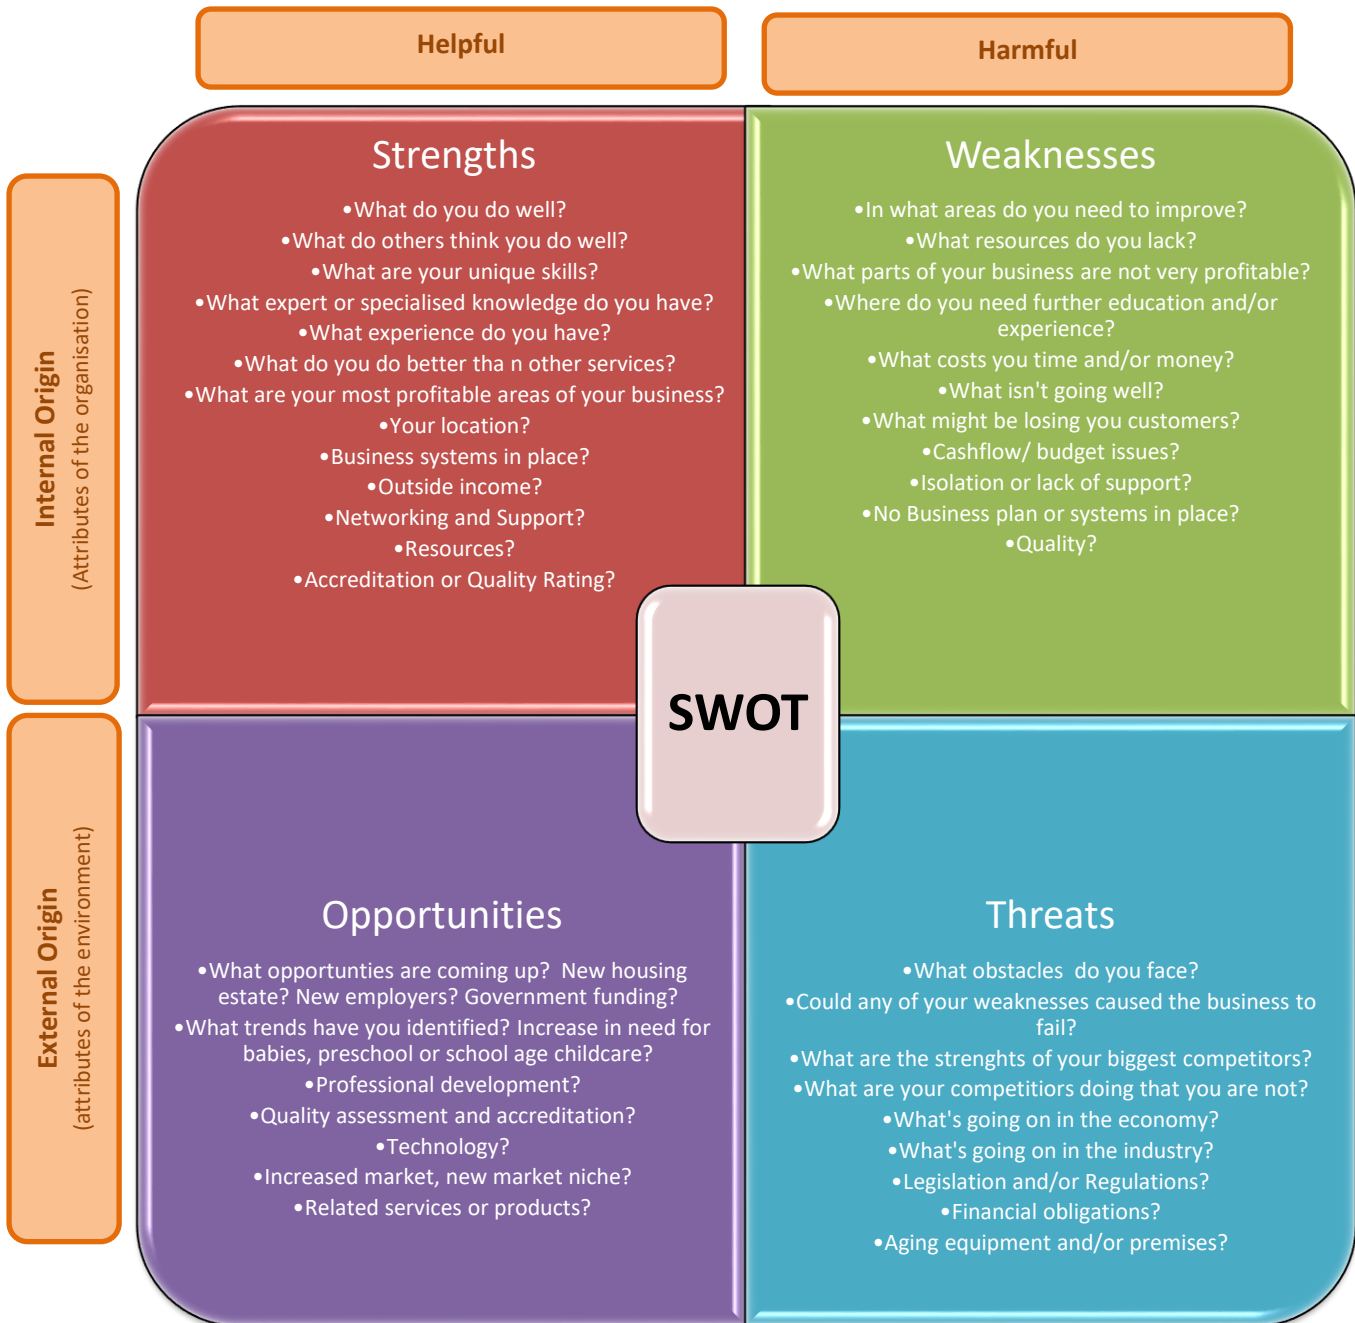 Helpful
Harmful
Internal Origin
(Attributes of the organisation)
Strengths
•What do you do well?
•What do others think you do well?
•What are your unique skills?
•What expert or specialised knowledge do you have?
•What experience do you have?
•What do you do better tha n other services?
•What are your most profitable areas of your business?
•Your location?
•Business systems in place?
•Outside income?
•Networking and Support?
•Resources?
•Accreditation or Quality Rating?
Weaknesses
•In what areas do you need to improve?
•What resources do you lack?
•What parts of your business are not very profitable?
•Where do you need further education and/or
experience?
•What costs you time and/or money?
•What isn't going well?
•What might be losing you customers?
•Cashflow/ budget issues?
•Isolation or lack of support?
•No Business plan or systems in place?
•Quality?
SWOT
External Origin
(attributes of the environment)
Opportunities
•What opportunties are coming up?  New housing
estate? New employers? Government funding?
•What trends have you identified? Increase in need for
babies, preschool or school age childcare?
•Professional development?
•Quality assessment and accreditation?
•Technology?
•Increased market, new market niche?
•Related services or products?
Threats
•What obstacles  do you face?
•Could any of your weaknesses caused the business to
fail?
•What are the strenghts of your biggest competitors?
•What are your competitiors doing that you are not?
•What's going on in the economy?
•What's going on in the industry?
•Legislation and/or Regulations?
•Financial obligations?
•Aging equipment and/or premises?